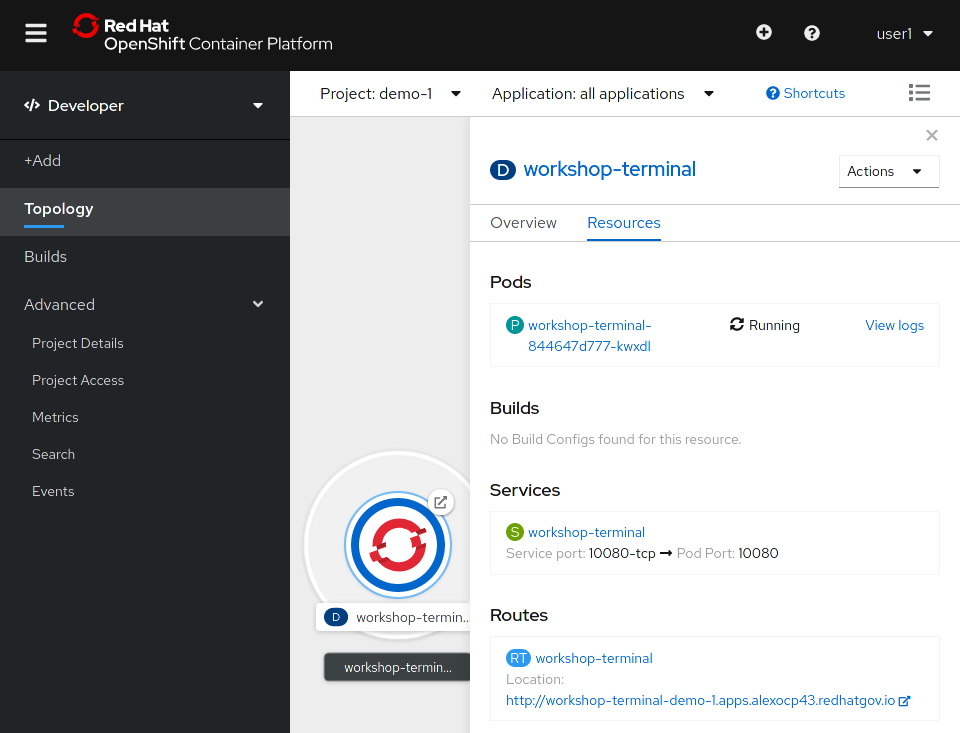 Red Hat
OpenShift Container Platform
user1
Developer
Project: demo-1
Application: all applications
Shortcuts
+Add
Topology
Builds
Advanced
Project Details
Project Access
Metrics
Search
Events
D workshop-termin...
workshop-termin...
D workshop-terminal
Actions
Overview Resources
Pods
P workshop-terminal-
844647d777-kwxdl
Running
View logs
Builds
No Build Configs found for this resource.
Services
S workshop-terminal
Service port: 10080-tcp → Pod Port: 10080
Routes
RT workshop-terminal
Location:
http://workshop-terminal-demo-1.apps.alexocp43.redhatgov.io